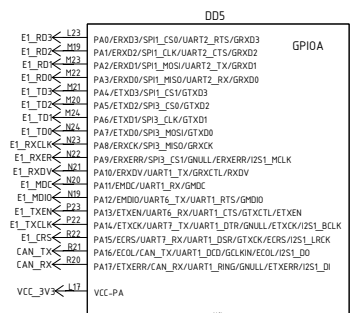 DD5
GPIOA
E1_RD3 L23 PA0/ERXD3/SPI1_CS0/UART2_RTS/GRXD3
E1_RD2 M19 PA1/ERXD2/SPI1_CLK/UART2_CTS/GRXD2
E1_RD1 M23 PA2/ERXD1/SPI1_MOSI/UART2_TX/GRXD1
E1_RD0 M22 PA3/ERXD0/SPI1_MISO/UART2_RX/GRXD0
E1_TD3 M21 PA4/ETXD3/SPI1_CS1/GTXD3
E1_TD2 M20 PA5/ETXD2/SPI3_CS0/GTXD2
E1_TD1 M24 PA6/ETXD1/SPI3_CLK/GTXD1
E1_TD0 N24 PA7/ETXD0/SPI3_MOSI/GTXD0
E1_RXCLK N23 PA8/ERXCK/SPI3_MISO/GRXCK
E1_RXER N22 PA9/ERXERR/SPI3_CS1/GNULL/ERXERR/I2S1_MCLK
E1_RXDV N21 PA10/ERXDV/UART1_TX/GRXCTL/RXDV
E1_MDC N20 PA11/EMDC/UART1_RX/GMDC
E1_MDIO N19 PA12/EMDIO/UART6_TX/UART1_RTS/GMDIO
E1_TXEN P23 PA13/ETXEN/UART6_RX/UART1_CTS/GTXCTL/ETXEN
E1_TXCLK P22 PA14/ETXCK/UART7_TX/UART1_DTR/GNULL/ETXCK/I2S1_BCLK
E1_CRS R22 PA15/ECRS/UART7_RX/UART1_DSR/GTXCK/ECRS/I2S1_LRCK
CAN_TX R21 PA16/ECOL/CAN_TX/UART1_DCD/GCLKIN/ECOL/I2S1_DO
CAN_RX R20 PA17/ETXERR/CAN_RX/UART1_RING/GNULL/ETXERR/I2S1_DI
VCC_3V3 L17 VCC-PA